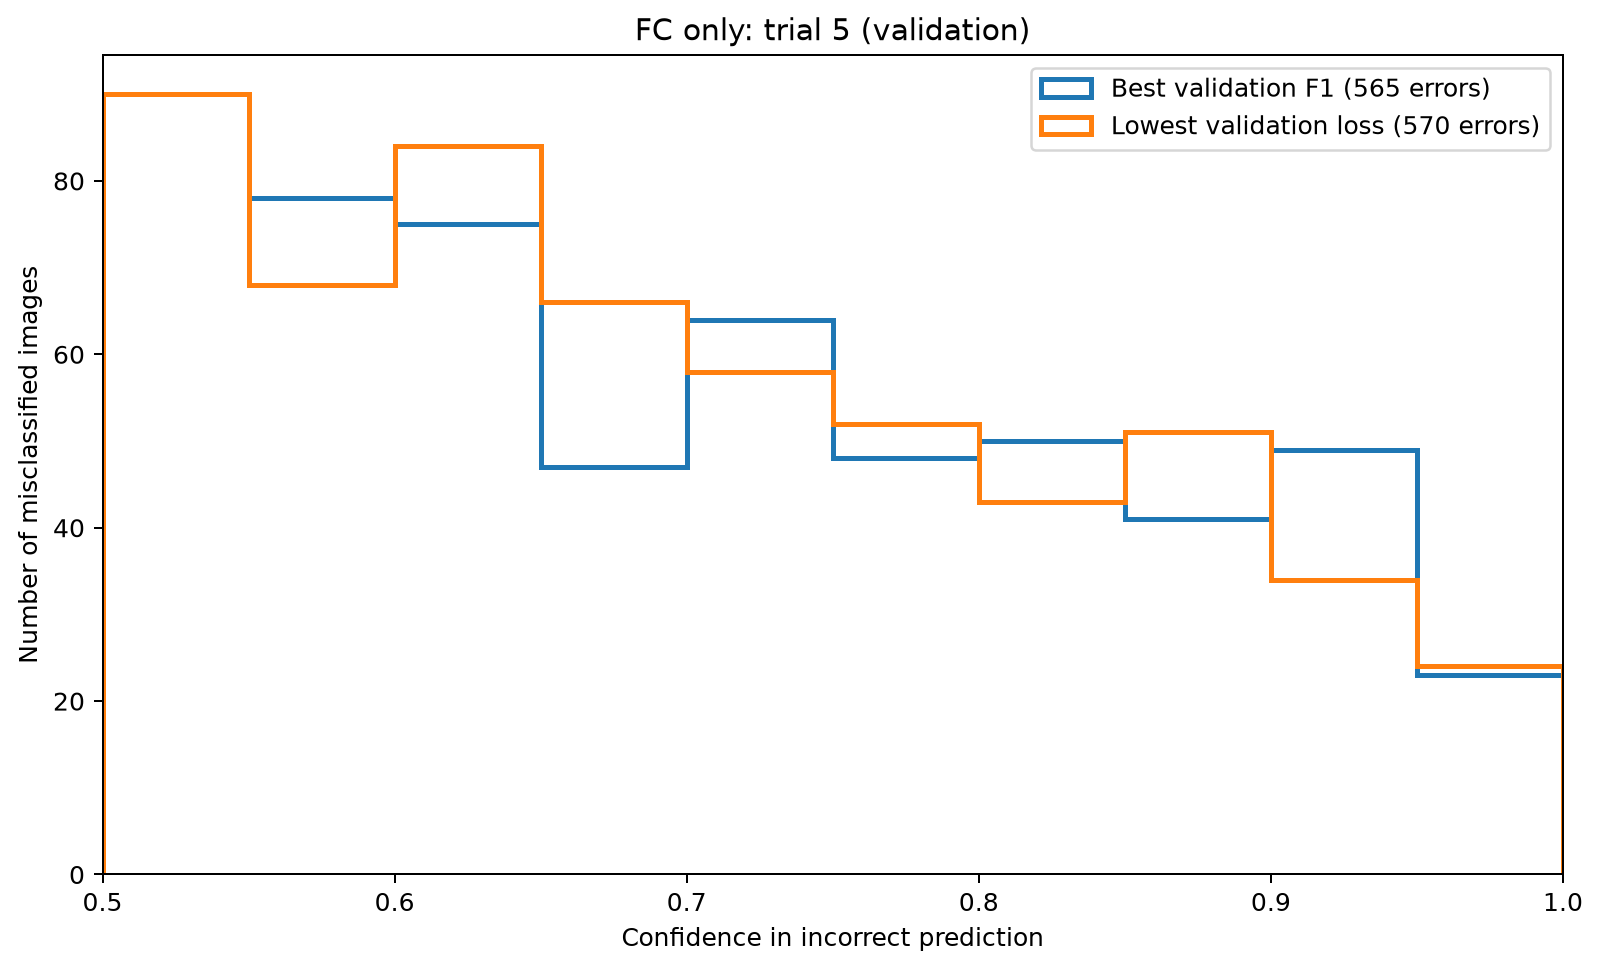 FC only: trial 5 (validation)
Best validation F1 (565 errors)
Lowest validation loss (570 errors)
Number of misclassified images
80
60
40
20
0
0.5 0.6 0.7 0.8 0.9 1.0
Confidence in incorrect prediction